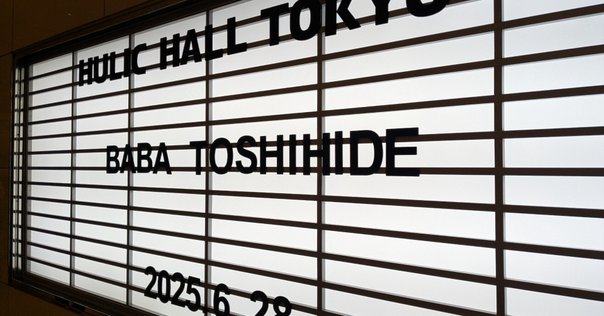 HULIC HALL TOKYO
BABA TOSHIHIDE
2025.6.28